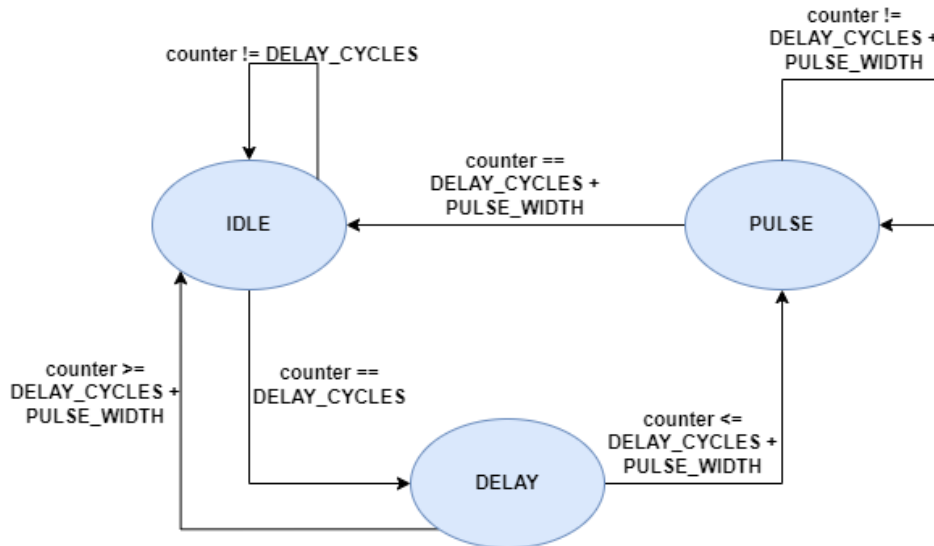 counter !=
DELAY_CYCLES +
PULSE_WIDTH
counter != DELAY_CYCLES
counter ==
DELAY_CYCLES +
PULSE_WIDTH
IDLE
PULSE
counter >=
DELAY_CYCLES +
PULSE_WIDTH
counter ==
DELAY_CYCLES
counter <=
DELAY_CYCLES +
PULSE_WIDTH
DELAY